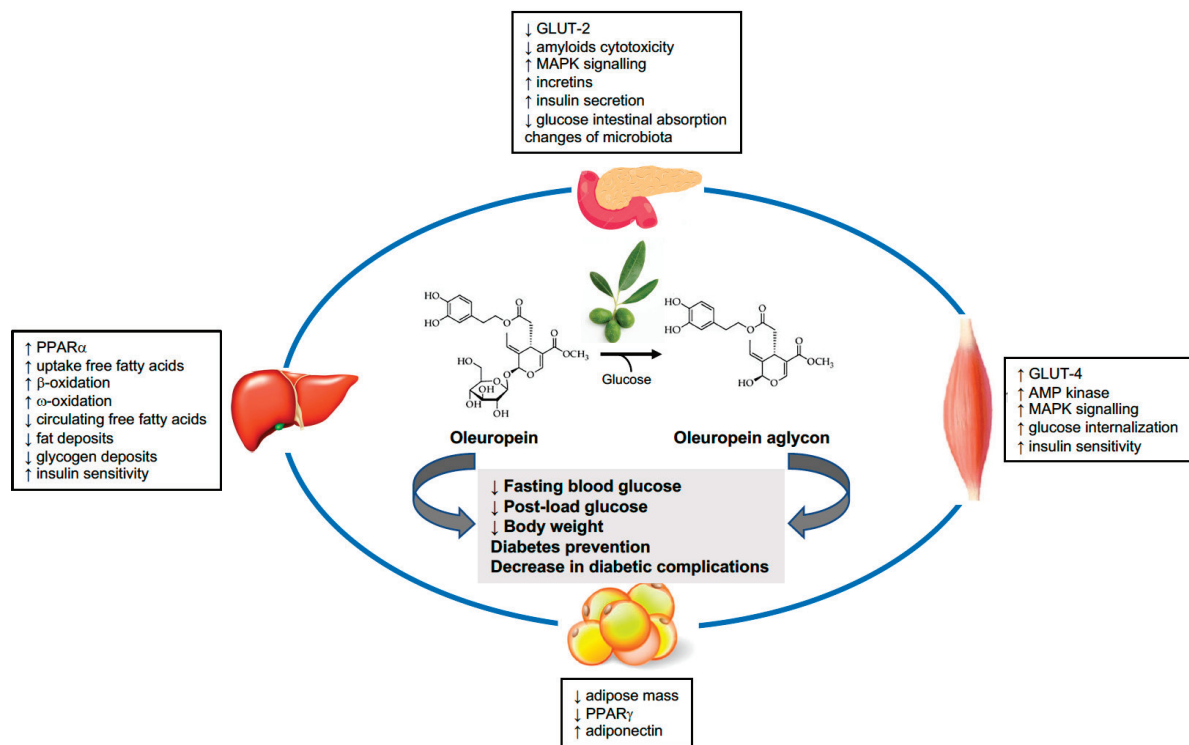 ↓ GLUT-2
↓ amyloids cytotoxicity
↑ MAPK signalling
↑ incretins
↑ insulin secretion
↓ glucose intestinal absorption
changes of microbiota
↑ PPARα
↑ uptake free fatty acids
↑ β-oxidation
↑ ω-oxidation
↓ circulating free fatty acids
↓ fat deposits
↓ glycogen deposits
↑ insulin sensitivity
HO
HO
O
O
O
OCH3
HO
O
O
HO
OH
OH
O
Oleuropein
Glucose
HO
HO
O
O
O
OCH3
HO
O
Oleuropein aglycon
↑ GLUT-4
↑ AMP kinase
↑ MAPK signalling
↑ glucose internalization
↑ insulin sensitivity
↓ Fasting blood glucose
↓ Post-load glucose
↓ Body weight
Diabetes prevention
Decrease in diabetic complications
↓ adipose mass
↓ PPARγ
↑ adiponectin